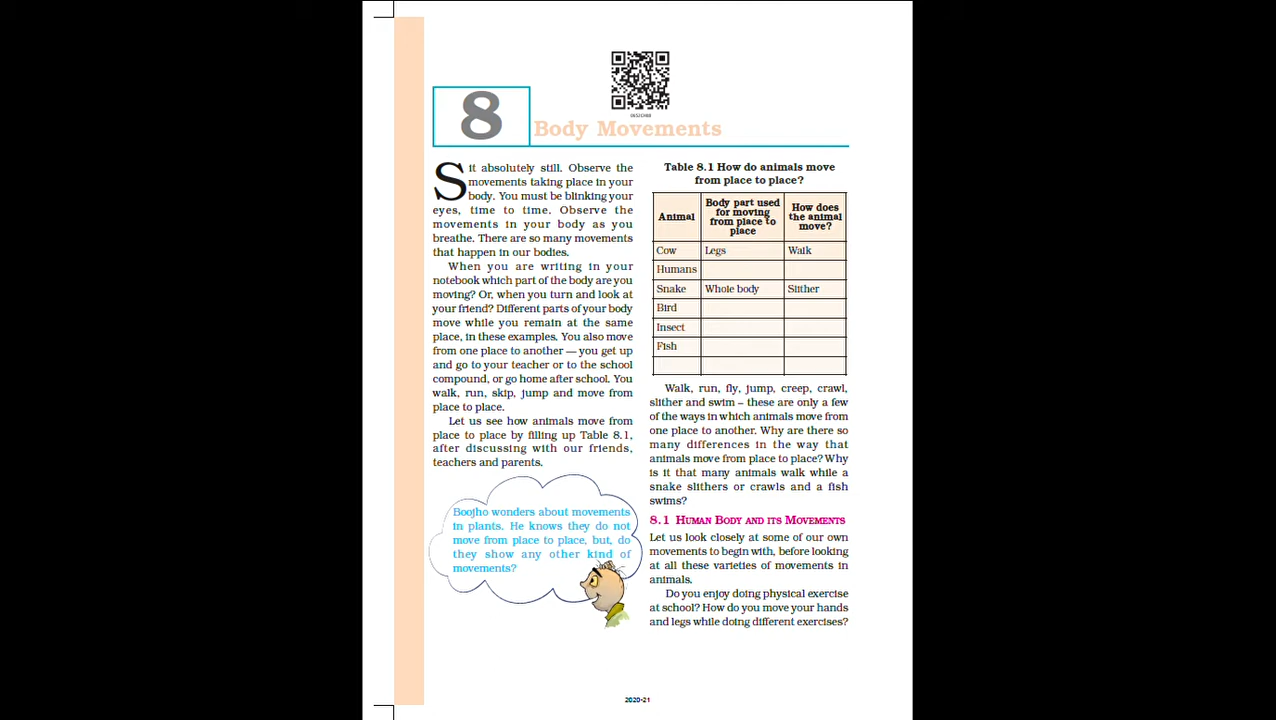 8
Body Movements
Sit absolutely still. Observe the
movements taking place in your
body. You must be blinking your
eyes, time to time. Observe the
movements in your body as you
breathe. There are so many movements
that happen in our bodies.
When you are writing in your
notebook which part of the body are you
moving? Or, when you turn and look at
your friend? Different parts of your body
move while you remain at the same
place, in these examples. You also move
from one place to another — you get up
and go to your teacher or to the school
compound, or go home after school. You
walk, run, skip, jump and move from
place to place.
Let us see how animals move from
place to place by filling up Table 8.1,
after discussing with our friends,
teachers and parents.
Boojho wonders about movements
in plants. He knows they do not
move from place to place, but, do
they show any other kind of
movements?
Table 8.1 How do animals move
from place to place?
Animal
Body part used
for moving
from place to
place
How does
the animal
move?
Cow Legs Walk
Humans
Snake Whole body Slither
Bird
Insect
Fish
Walk, run, fly, jump, creep, crawl,
slither and swim – these are only a few
of the ways in which animals move from
one place to another. Why are there so
many differences in the way that
animals move from place to place? Why
is it that many animals walk while a
snake slithers or crawls and a fish
swims?
8.1 HUMAN BODY AND ITS MOVEMENTS
Let us look closely at some of our own
movements to begin with, before looking
at all these varieties of movements in
animals.
Do you enjoy doing physical exercise
at school? How do you move your hands
and legs while doing different exercises?
2020-21